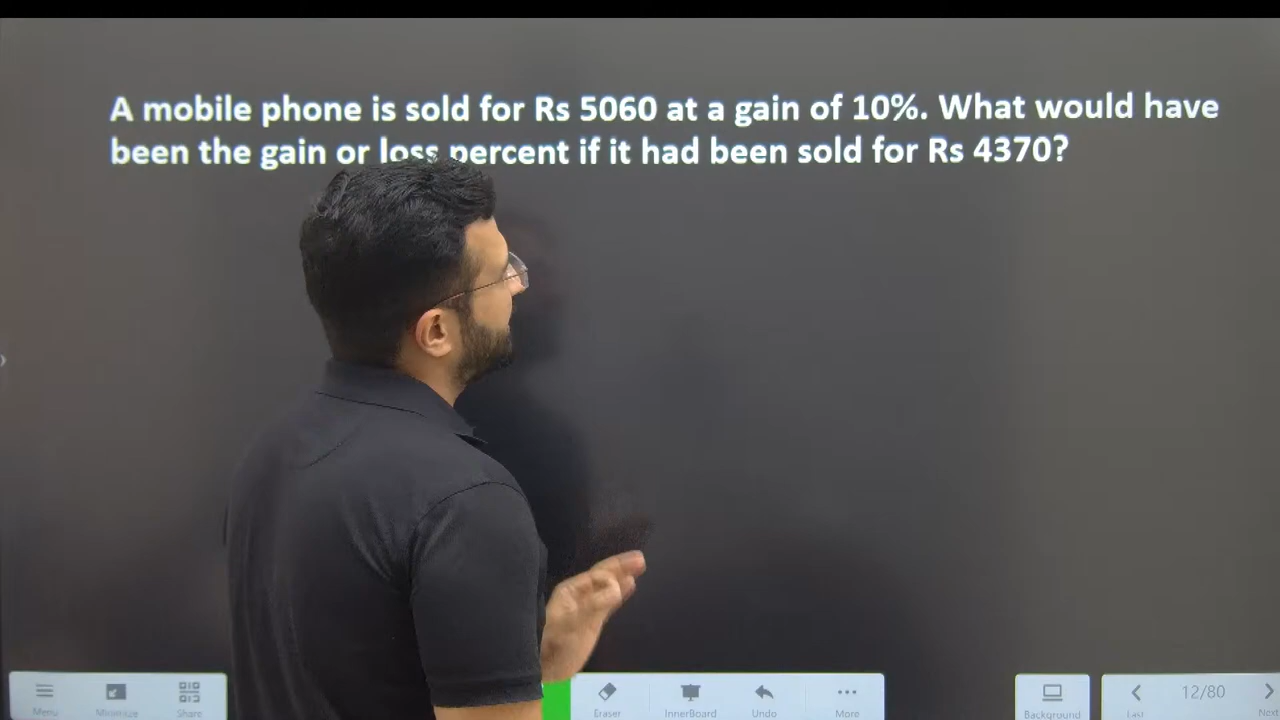 A mobile phone is sold for Rs 5060 at a gain of 10%. What would have
been the gain or loss percent if it had been sold for Rs 4370?
Menu Minimize Share Eraser InnerBoard Undo More Background Last 12/80 Next